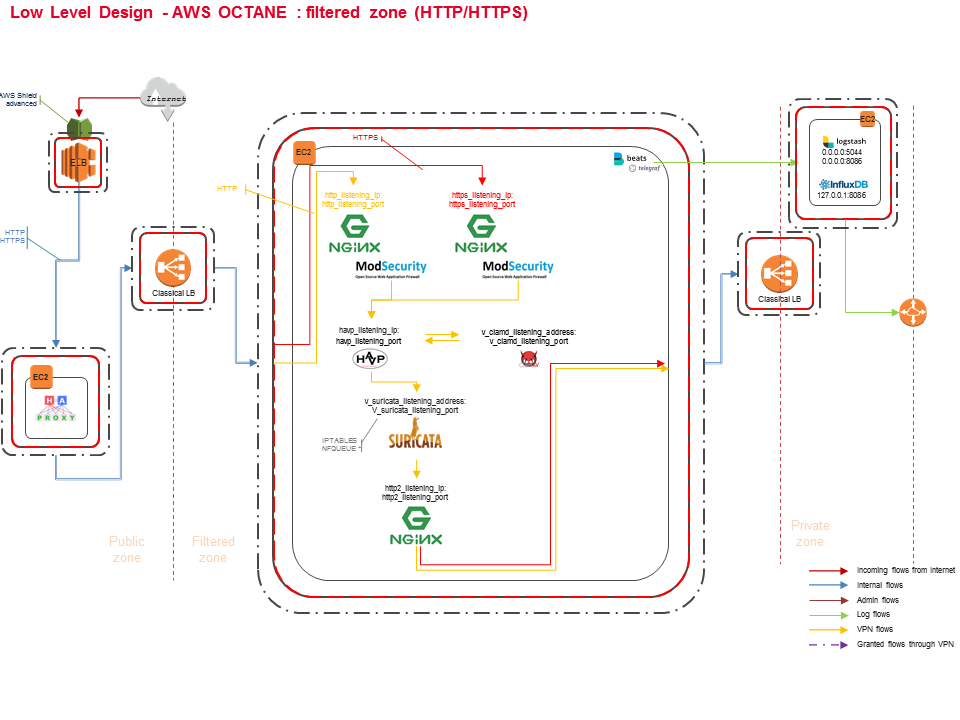 Low Level Design - AWS OCTANE : filtered zone (HTTP/HTTPS)
AWS Shield
advanced
Internet
ELB
HTTP
HTTPS
Classical LB
EC2
HA
PROXY
Public
zone
Filtered
zone
HTTP
HTTPS
EC2
http_listening_ip:
http_listening_port
https_listening_ip:
https_listening_port
NGINX
NGINX
ModSecurity
Open Source Web Application Firewall
ModSecurity
Open Source Web Application Firewall
havp_listening_ip:
havp_listening_port
HAVP
v_clamd_listening_address:
v_clamd_listening_port
v_suricata_listening_address:
V_suricata_listening_port
IPTABLES
NFQUEUE
SURICATA
http2_listening_ip:
http2_listening_port
NGINX
beats
telegraf
EC2
logstash
0.0.0.0:5044
0.0.0.0:8086
InfluxDB
127.0.0.1:8086
Classical LB
Private
zone
Incoming flows from Internet
Internal flows
Admin flows
Log flows
VPN flows
Granted flows through VPN